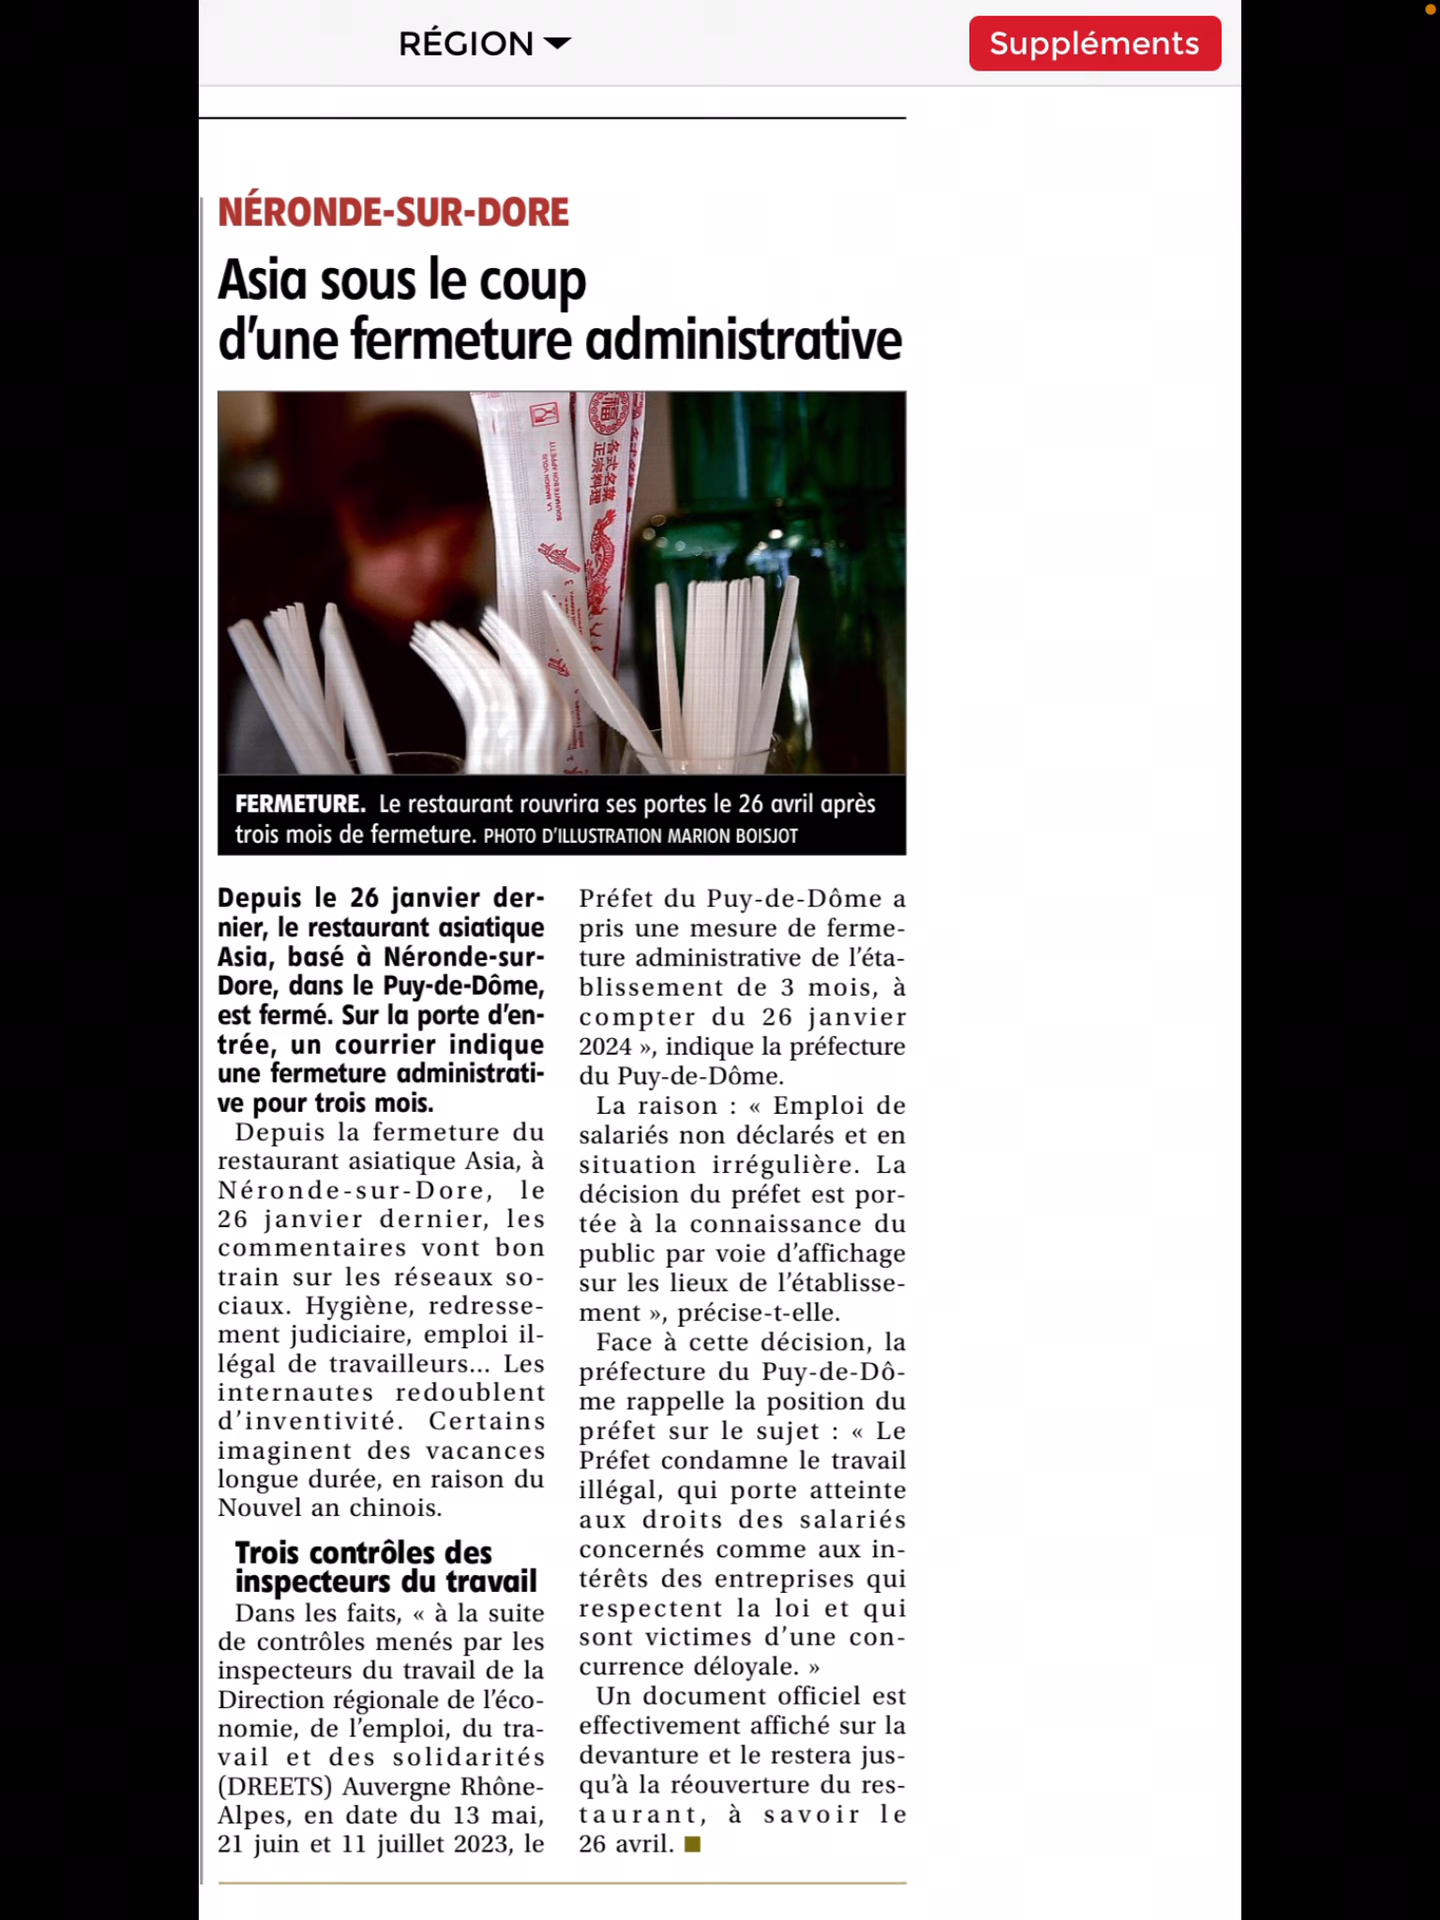 RÉGION
Suppléments
NÉRONDE-SUR-DORE
Asia sous le coup
d'une fermeture administrative
福
各式名菜
正宗料理
LA MAISON VOUS
SOUHAITE BON APPETIT
FERMETURE. Le restaurant rouvrira ses portes le 26 avril après
trois mois de fermeture. PHOTO D'ILLUSTRATION MARION BOISJOT
Depuis le 26 janvier der-
nier, le restaurant asiatique
Asia, basé à Néronde-sur-
Dore, dans le Puy-de-Dôme,
est fermé. Sur la porte d'en-
trée, un courrier indique
une fermeture administrati-
ve pour trois mois.
Depuis la fermeture du
restaurant asiatique Asia, à
Néronde-sur-Dore, le
26 janvier dernier, les
commentaires vont bon
train sur les réseaux so-
ciaux. Hygiène, redresse-
ment judiciaire, emploi il-
légal de travailleurs... Les
internautes redoublent
d'inventivité. Certains
imaginent des vacances
longue durée, en raison du
Nouvel an chinois.
Trois contrôles des
inspecteurs du travail
Dans les faits, « à la suite
de contrôles menés par les
inspecteurs du travail de la
Direction régionale de l'éco-
nomie, de l'emploi, du tra-
vail et des solidarités
(DREETS) Auvergne Rhône-
Alpes, en date du 13 mai,
21 juin et 11 juillet 2023, le
Préfet du Puy-de-Dôme a
pris une mesure de ferme-
ture administrative de l'éta-
blissement de 3 mois, à
compter du 26 janvier
2024 », indique la préfecture
du Puy-de-Dôme.
La raison : « Emploi de
salariés non déclarés et en
situation irrégulière. La
décision du préfet est por-
tée à la connaissance du
public par voie d'affichage
sur les lieux de l'établisse-
ment », précise-t-elle.
Face à cette décision, la
préfecture du Puy-de-Dô-
me rappelle la position du
préfet sur le sujet : « Le
Préfet condamne le travail
illégal, qui porte atteinte
aux droits des salariés
concernés comme aux in-
térêts des entreprises qui
respectent la loi et qui
sont victimes d'une con-
currence déloyale. »
Un document officiel est
effectivement affiché sur la
devanture et le restera jus-
qu'à la réouverture du res-
taurant, à savoir le
26 avril.